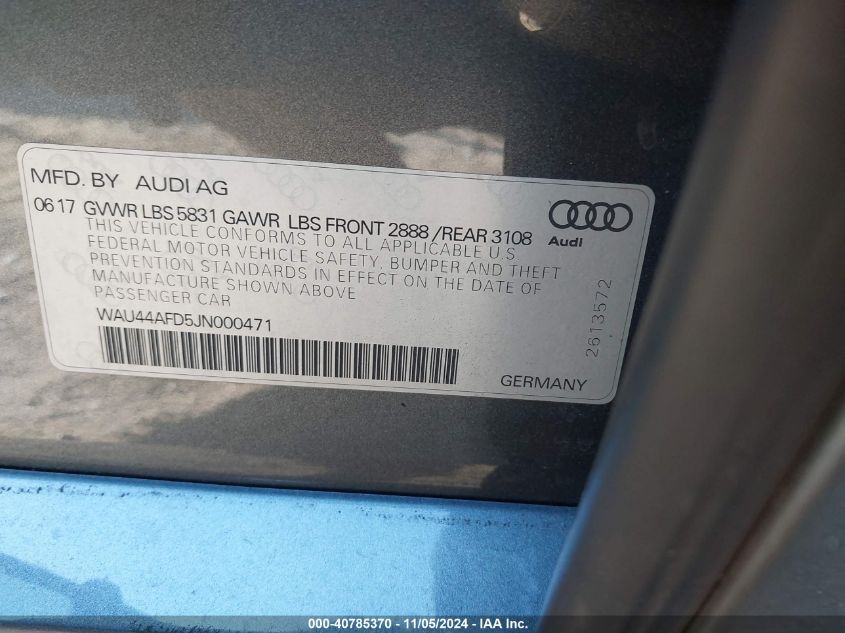 MFD. BY AUDI AG
06 17 GVWR LBS 5831 GAWR LBS FRONT 2888 / REAR 3108
Audi
THIS VEHICLE CONFORMS TO ALL APPLICABLE U.S
FEDERAL MOTOR VEHICLE SAFETY, BUMPER AND THEFT
PREVENTION STANDARDS IN EFFECT ON THE DATE OF
MANUFACTURE SHOWN ABOVE
PASSENGER CAR
WAU44AFD5JN000471
2613572
GERMANY
000-40785370 - 11/05/2024 - IAA Inc.